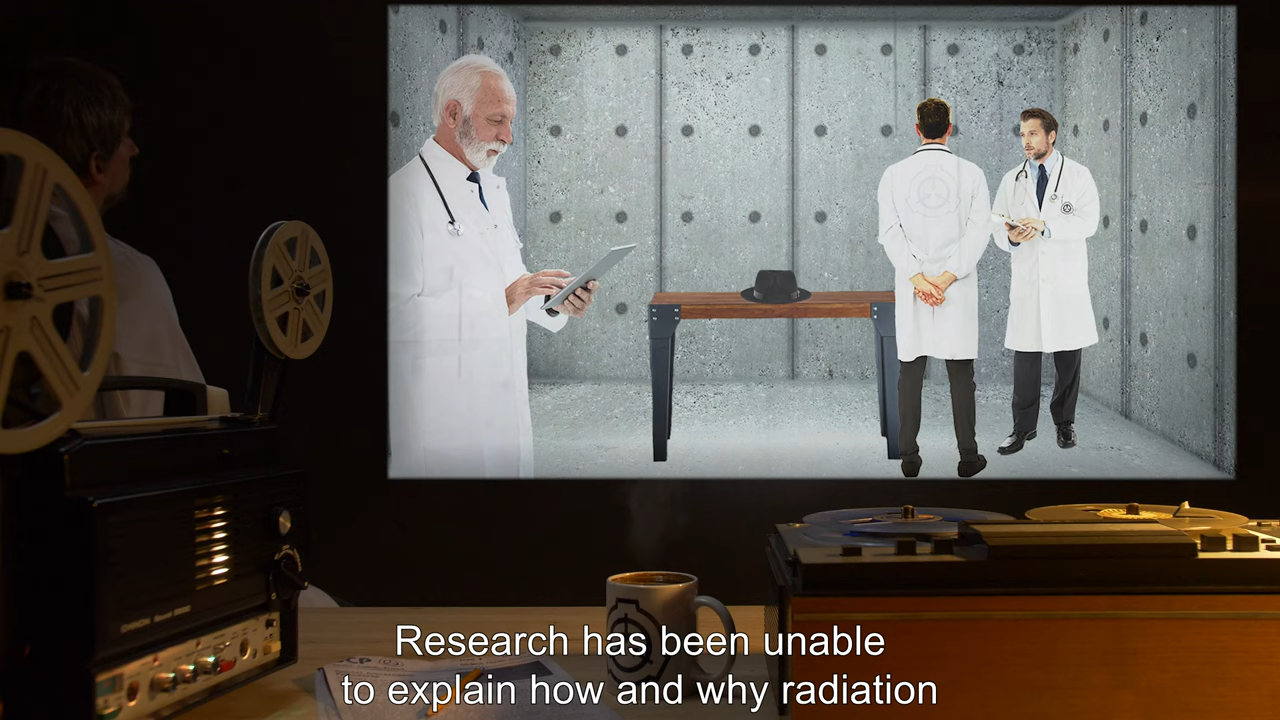 Research has been unable
to explain how and why radiation